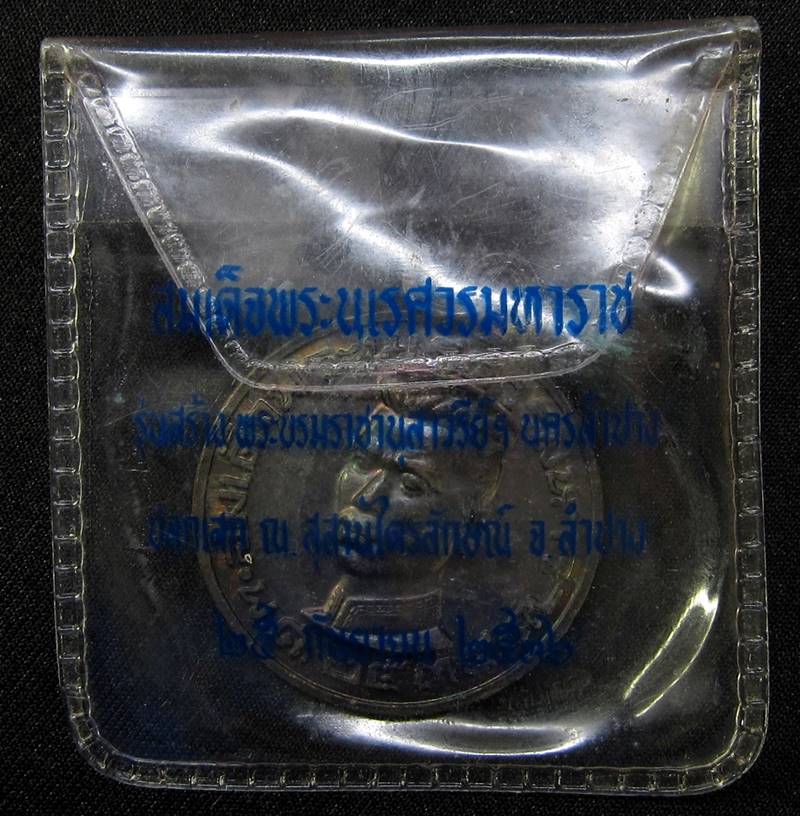 สมเด็จพระนเรศวรมหาราช
รุ่นสร้าง พระบรมราชานุสาวรีย์ฯ นครลำปาง
ปลุกเสก ณ. สุสานไตรลักษณ์ จ. ลำปาง
๒๕ กันยายน ๒๕๓๖